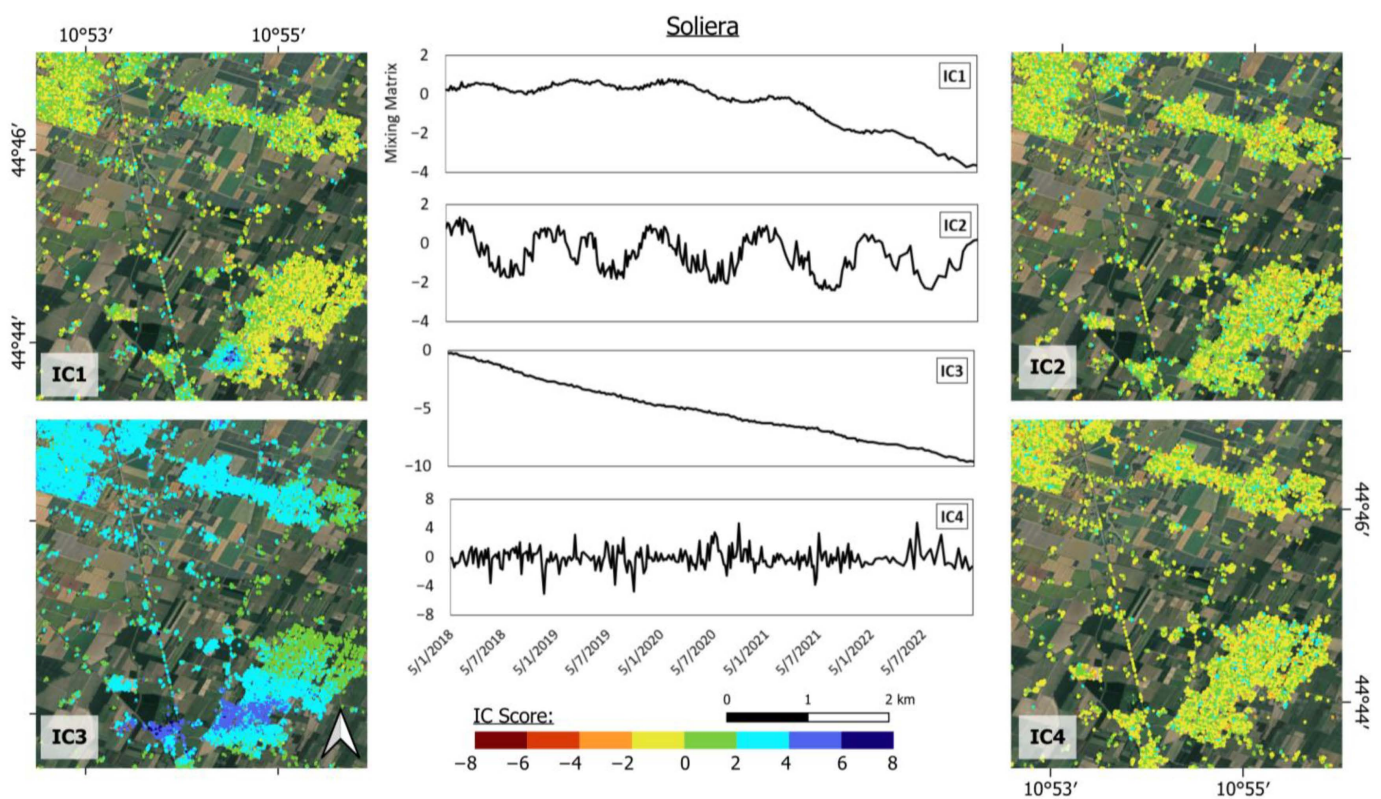 Soliera
10°53′ 10°55′
44°46′
44°44′
IC1
Mixing Matrix
2
0
−2
−4
IC1
2
0
−2
−4
IC2
0
−5
−10
IC3
8
4
0
−4
−8
IC4
5/1/2018 5/7/2018 5/1/2019 5/7/2019 5/1/2020 5/7/2020 5/1/2021 5/7/2021 5/1/2022 5/7/2022
IC2
IC3
0 1 2 km
IC Score:
−8 −6 −4 −2 0 2 4 6 8
IC4
44°46′
44°44′
10°53′ 10°55′